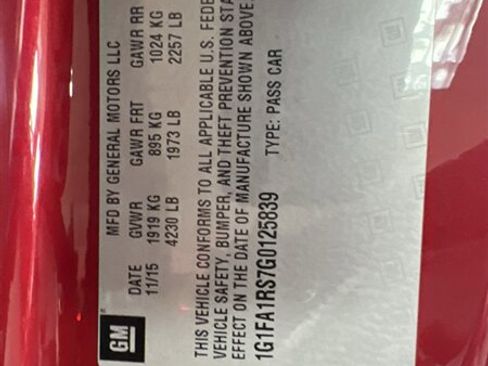 GM
MFD BY GENERAL MOTORS LLC
DATE GVWR GAWR FRT GAWR RR
11/15 1919 KG 895 KG 1024 KG
4230 LB 1973 LB 2257 LB
THIS VEHICLE CONFORMS TO ALL APPLICABLE U.S. FEDE
VEHICLE SAFETY, BUMPER, AND THEFT PREVENTION STA
EFFECT ON THE DATE OF MANUFACTURE SHOWN ABOVE.
1G1FA1RS7G0125839 TYPE: PASS CAR